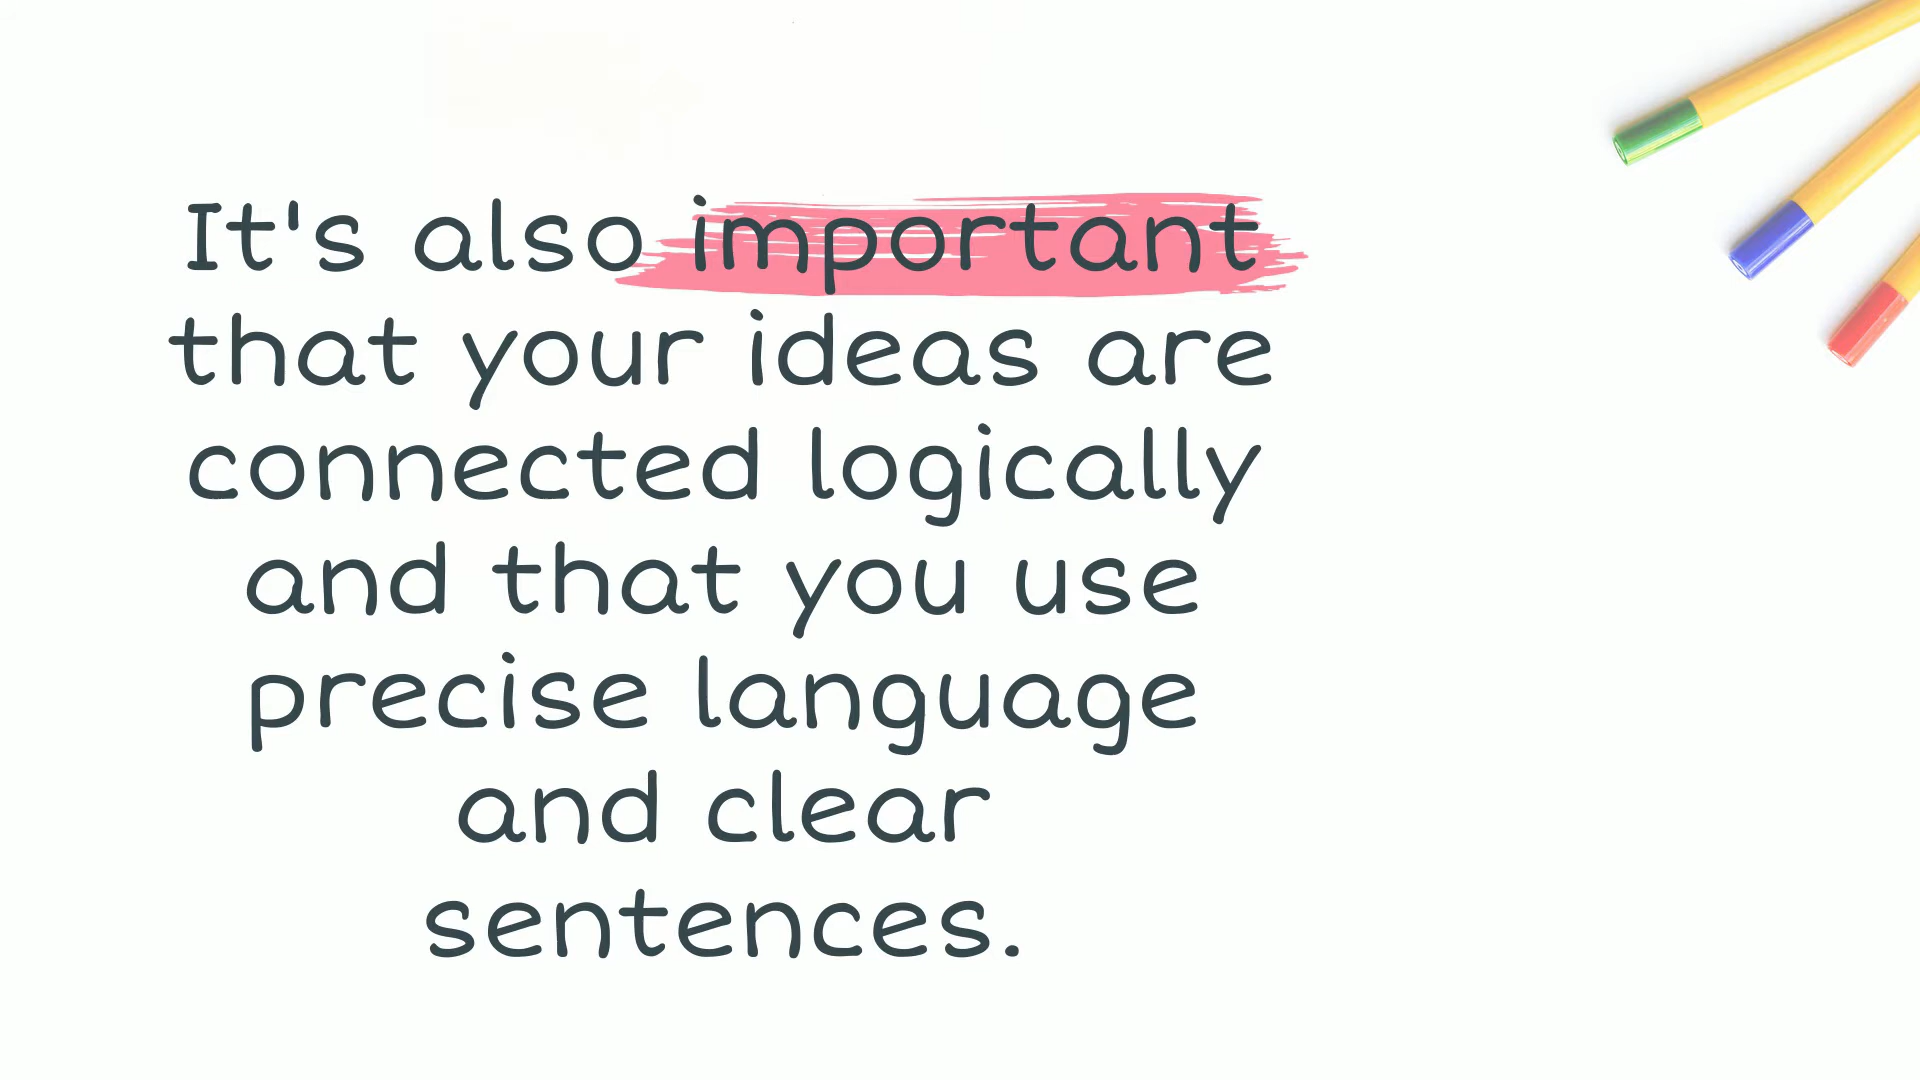 It's also important
that your ideas are
connected logically
and that you use
precise language
and clear
sentences.